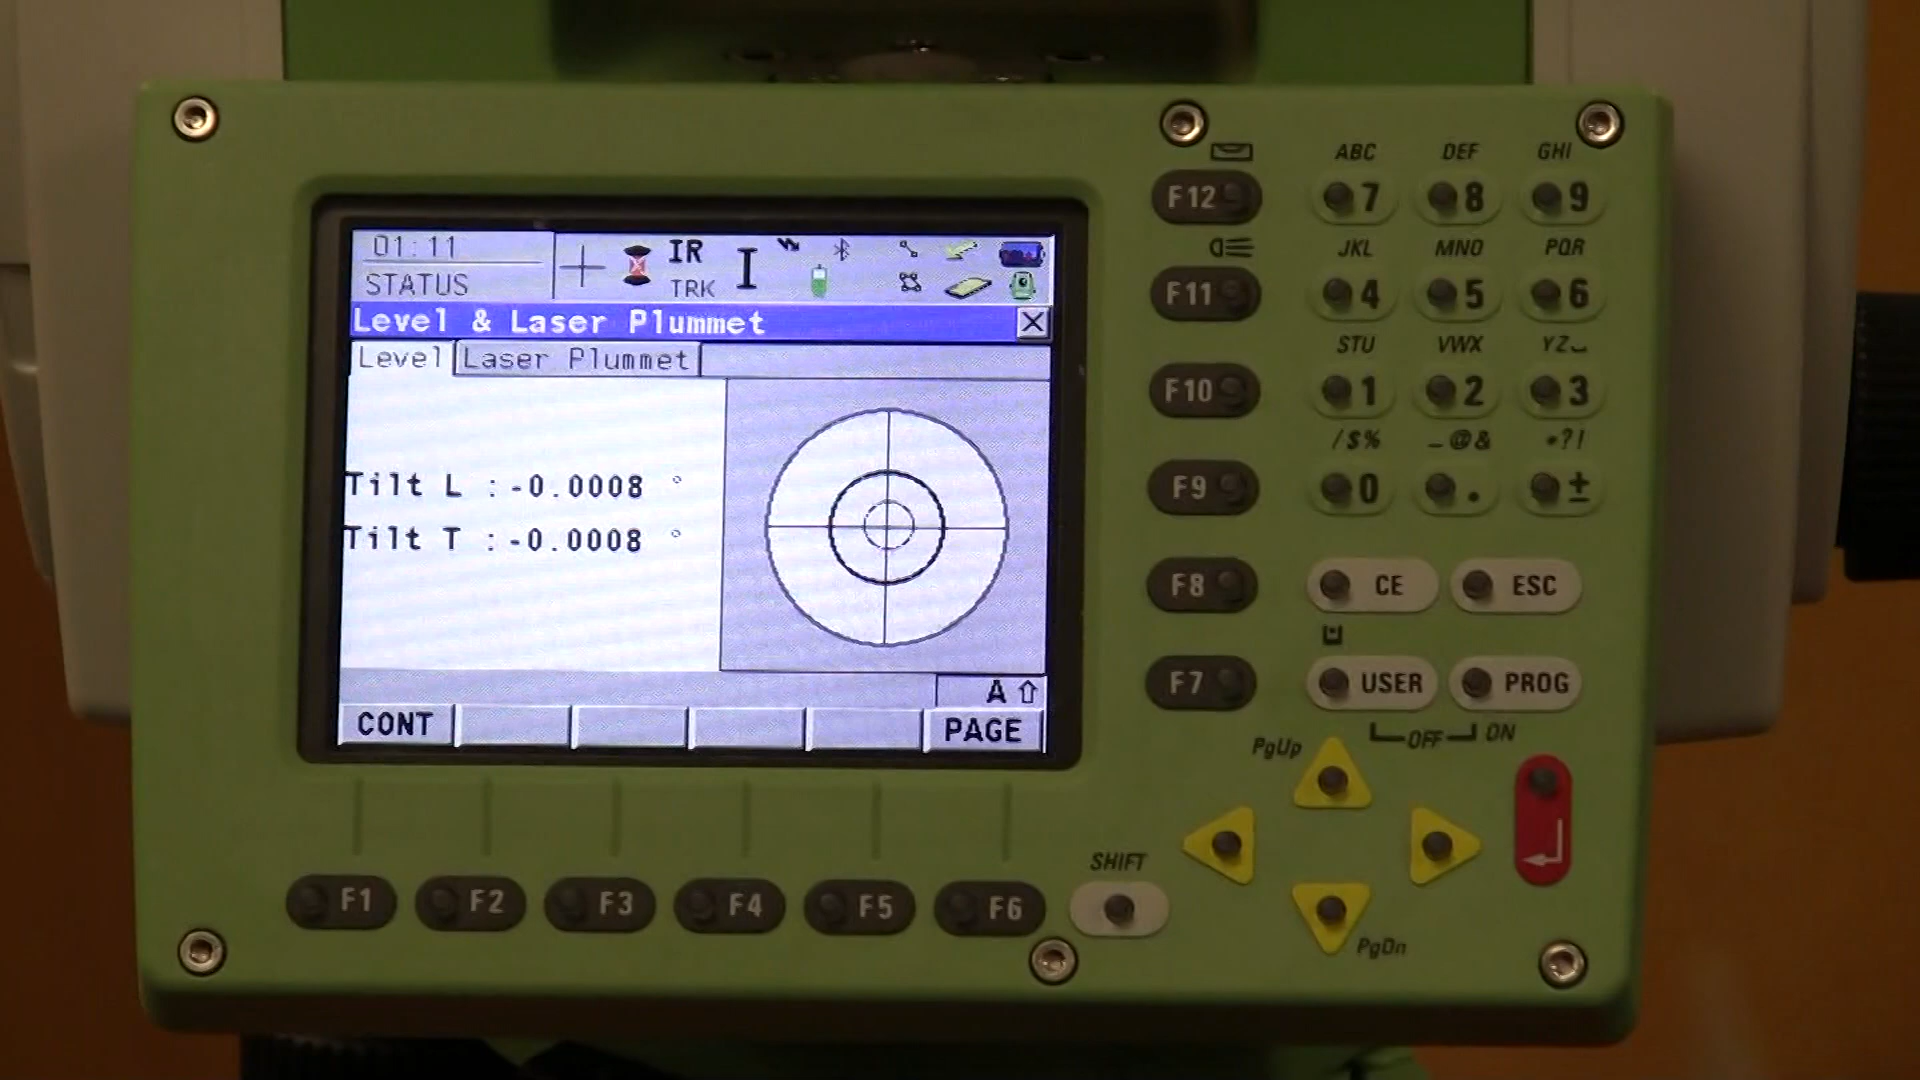 01:11
STATUS
IR
TRK
I
Level & Laser Plummet
Level
Laser Plummet
Tilt L : -0.0008 °
Tilt T : -0.0008 °
A
CONT
PAGE
F1
F2
F3
F4
F5
F6
SHIFT
F12
F11
F10
F9
F8
F7
ABC DEF GHI
7 8 9
JKL MNO PQR
4 5 6
STU VWX YZ
1 2 3
/$% _@& *?!
0 . ±
CE ESC
USER PROG
OFF ON
PgUp
PgDn